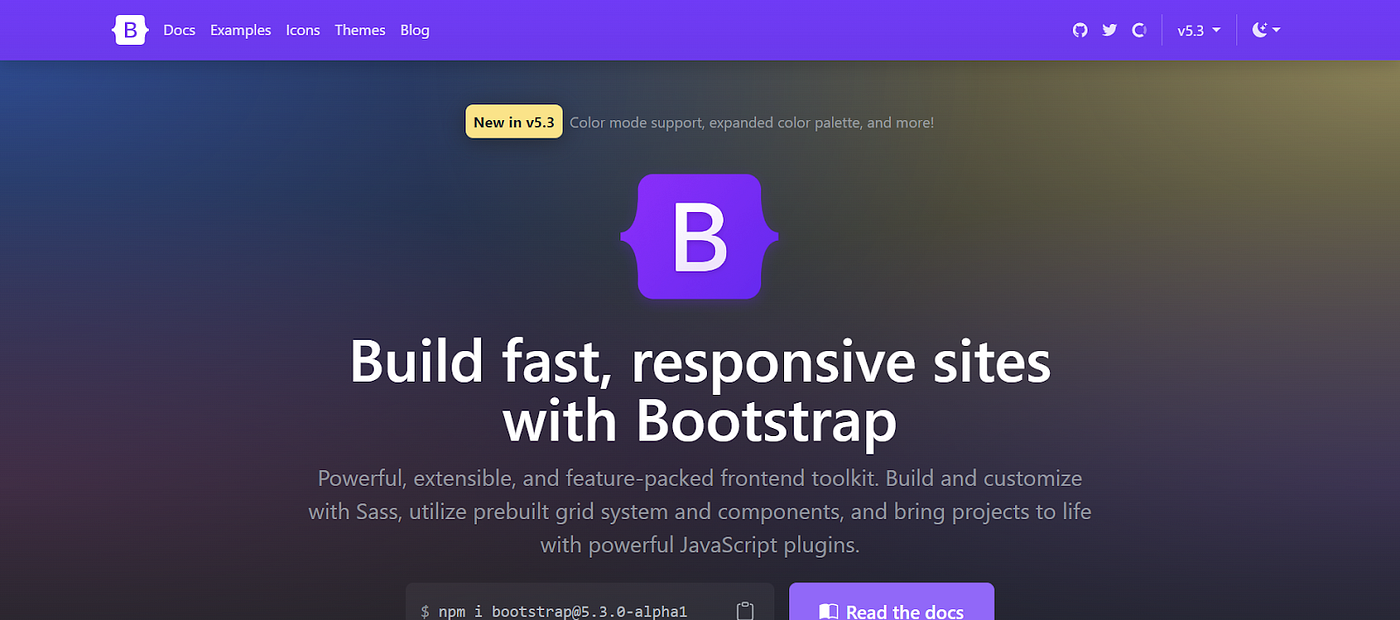 B Docs Examples Icons Themes Blog v5.3
New in v5.3 Color mode support, expanded color palette, and more!
B
Build fast, responsive sites
with Bootstrap
Powerful, extensible, and feature-packed frontend toolkit. Build and customize
with Sass, utilize prebuilt grid system and components, and bring projects to life
with powerful JavaScript plugins.
$ npm i bootstrap@5.3.0-alpha1 Read the docs